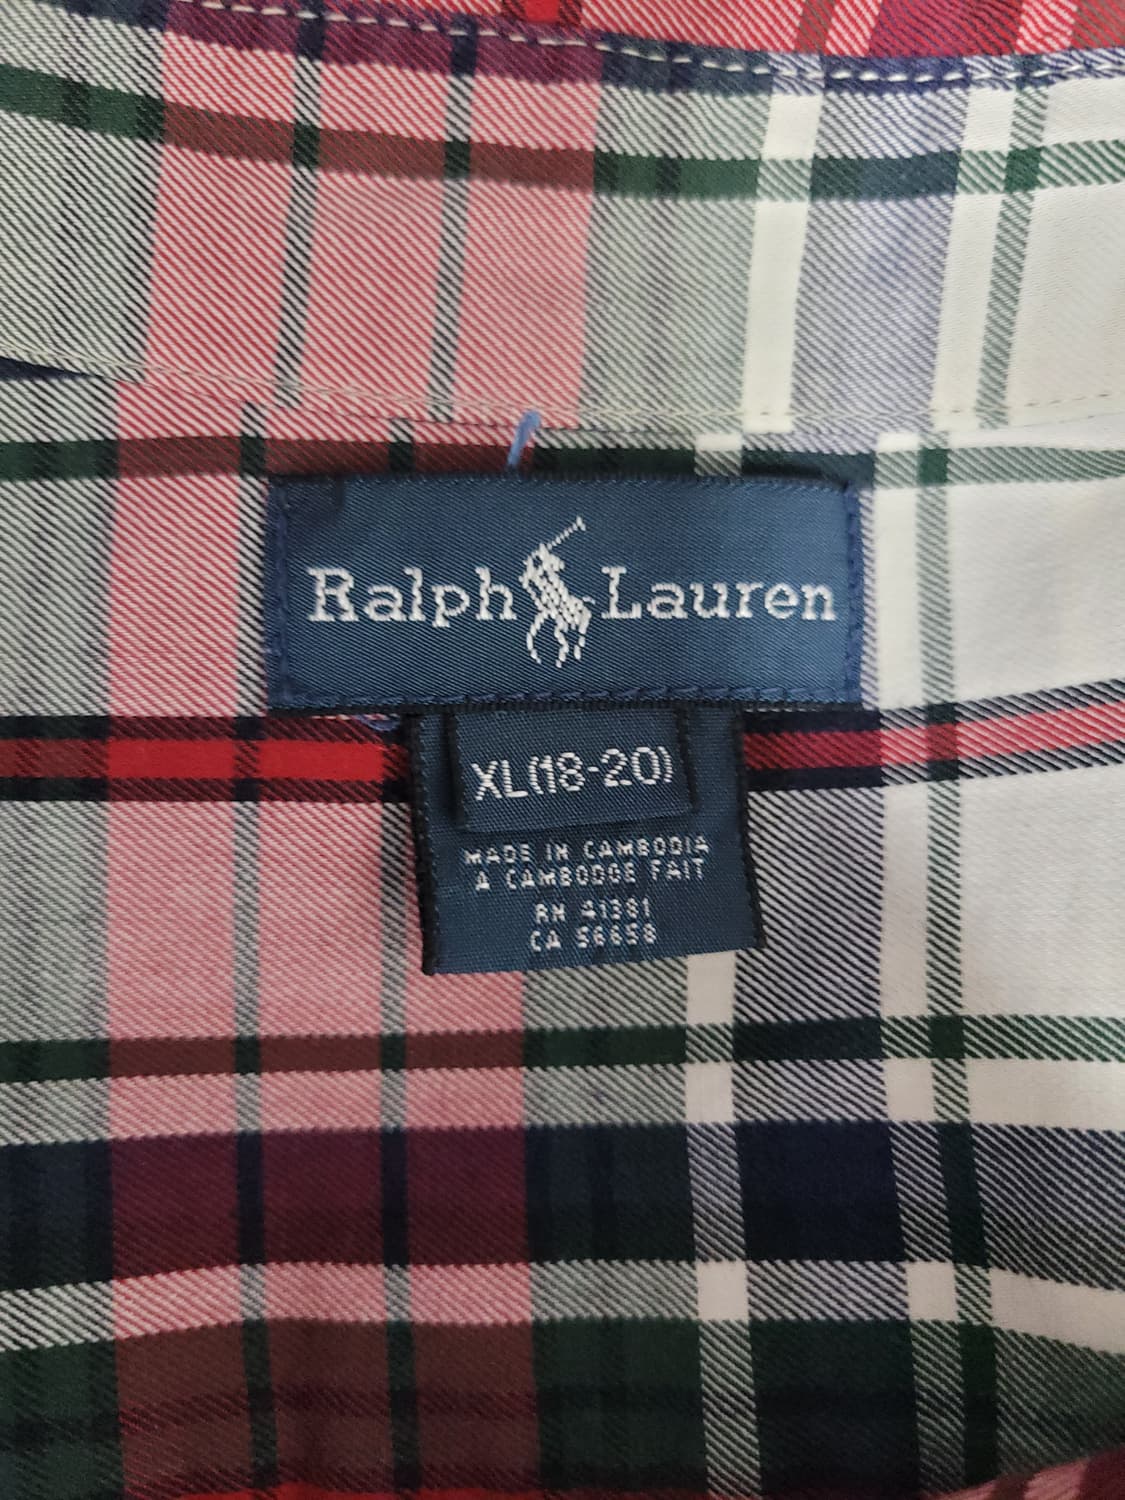 Ralph Lauren
XL(18-20)
MADE IN CAMBODIA
A CAMBODGE FAIT
RN 41381
CA 56658